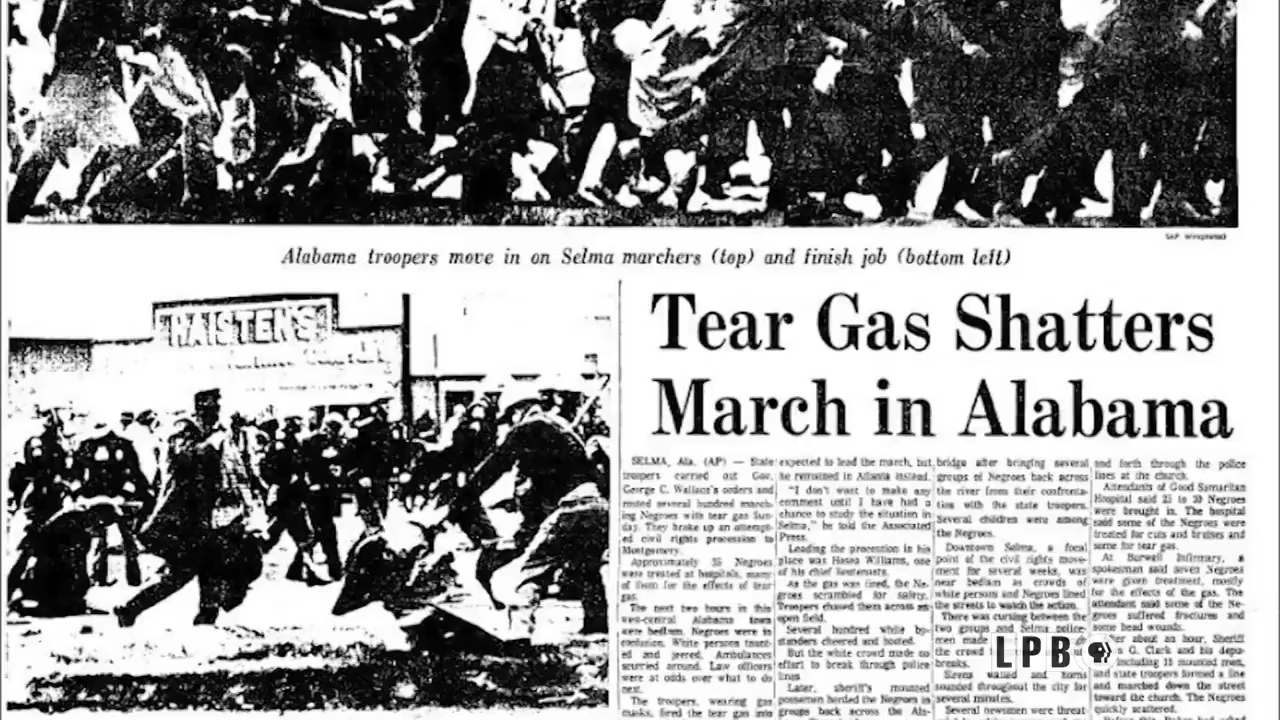 Alabama troopers move in on Selma marchers (top) and finish job (bottom left)
RAISTEN'S
Tear Gas Shatters
March in Alabama
SELMA, Ala. (AP) — State
troopers carried out Gov.
George C. Wallace's orders and
routed several hundred march-
ing Negroes with tear gas Sun-
day. They broke up an attempt-
ed civil rights procession to
Montgomery.
Approximately 35 Negroes
were treated at hospitals, many
of them for the effects of tear
gas.
The next two hours in this
west-central Alabama town
were bedlam. Negroes were in
White persons
ed and jeered. Ambulances
scurried around. Law officers
were at odds over what to do
next.
The troopers, wearing gas
masks, fired the tear gas into
expected to lead the march, but
he remained in Atlanta instead.
"I don't want to make any
comment until I have had a
chance to study the situation in
Selma," he told the Associated
Press.
Leading the procession in his
place was Hosea Williams, one
of his chief lieutenants.
As the gas was fired, the Ne-
groes scrambled for safety.
Troopers chased them across an
open field.
Several hundred white by-
standers cheered and hooted.
But the white crowd made no
effort to break through police
lines
Later, sheriff's mounted
possemen herded the Negroes in
groups back across the Ala-
bridge after bringing several
groups of Negroes back across
the river from their confronta-
tion with the state troopers.
Several children were among
the Negroes.
Downtown Selma, a focal
point of the civil rights move-
ment for several weeks, was
near bedlam as crowds of
white persons and Negroes lined
the streets to watch the action.
There was cursing between the
two groups and Selma police-
men made
the crowd
breaks.
Sirens wailed and horns
sounded throughout the city for
several minutes.
Several newsmen were threat-
and forth through the police
lines at the church.
Attendants of Good Samaritan
Hospital said 25 to 30 Negroes
were brought in. The hospital
said some of the Negroes were
treated for cuts and bruises and
some for tear gas.
At Burwell Infirmary, a
spokesman said seven Negroes
were given treatment, mostly
for the effects of the gas. The
attendant said some of the Ne-
groes suffered fractures and
some head wounds.
after about an hour, Sheriff
G. Clark and his depu-
including 15 mounted men,
and state troopers formed a line
and marched down the street
toward the church. The Negroes
quickly scattered.
LPB